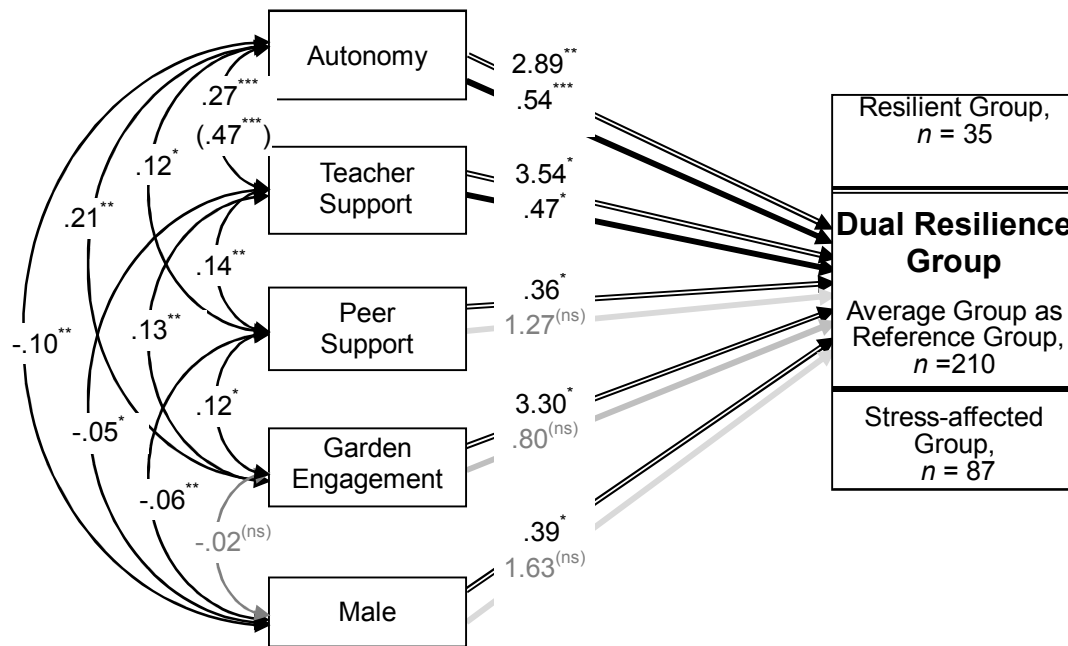 Autonomy
Teacher
Support
Peer
Support
Garden
Engagement
Male
.27***
(.47***)
.12*
.21**
.14**
.13**
-.10**
.12*
-.05*
-.06**
-.02(ns)
2.89**
.54***
3.54*
.47*
.36*
1.27(ns)
3.30*
.80(ns)
.39*
1.63(ns)
Resilient Group,
n = 35
Dual Resilience
Group
Average Group as
Reference Group,
n =210
Stress-affected
Group,
n = 87